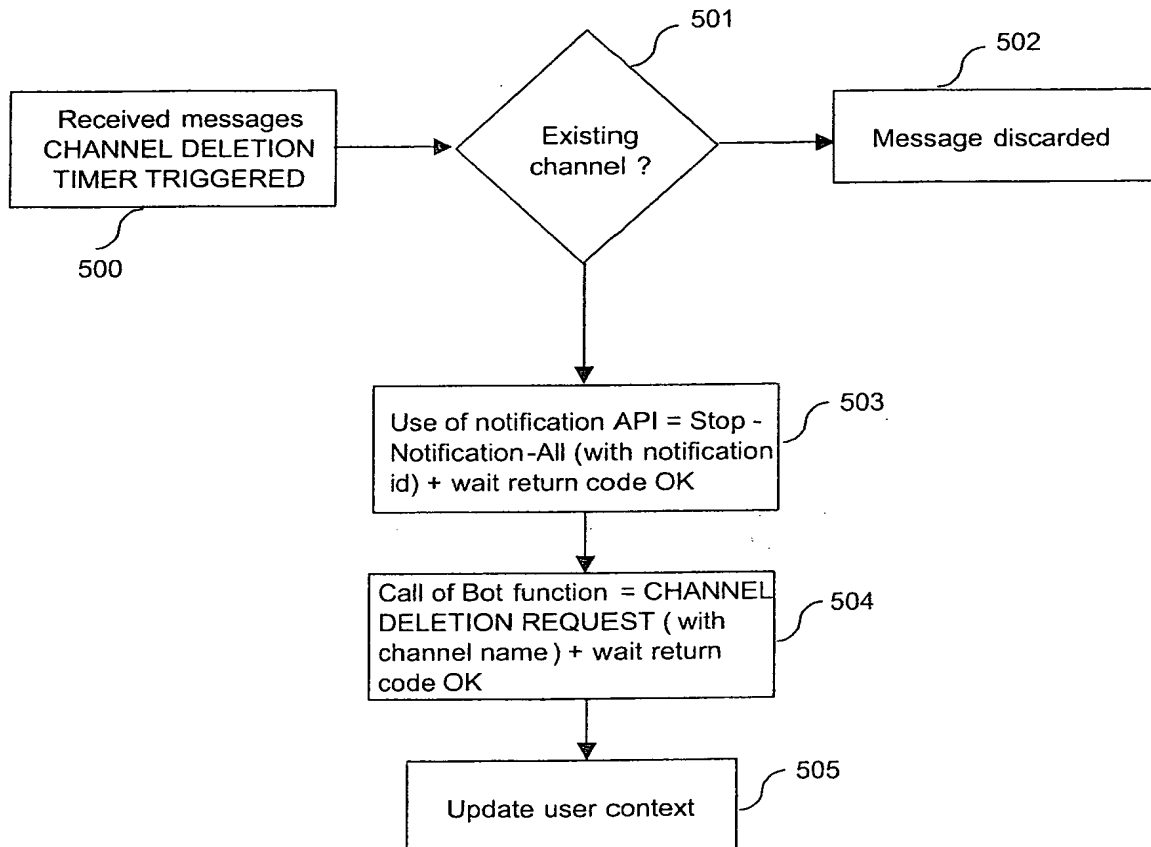 501
502
Received messages
CHANNEL DELETION
TIMER TRIGGERED
Existing
channel ?
Message discarded
500
Use of notification API = Stop -
Notification-All (with notification
id) + wait return code OK
503
Call of Bot function = CHANNEL
DELETION REQUEST ( with
channel name ) + wait return
code OK
504
Update user context
505